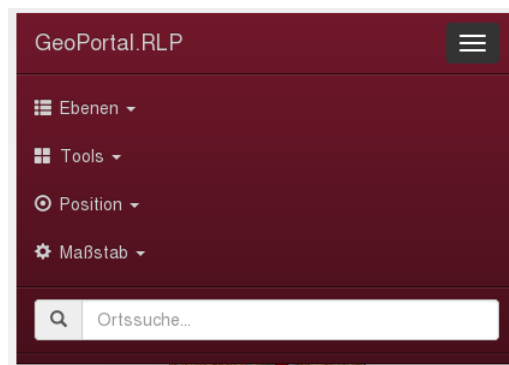 GeoPortal.RLP
Ebenen
Tools
Position
Maßstab
Ortssuche...